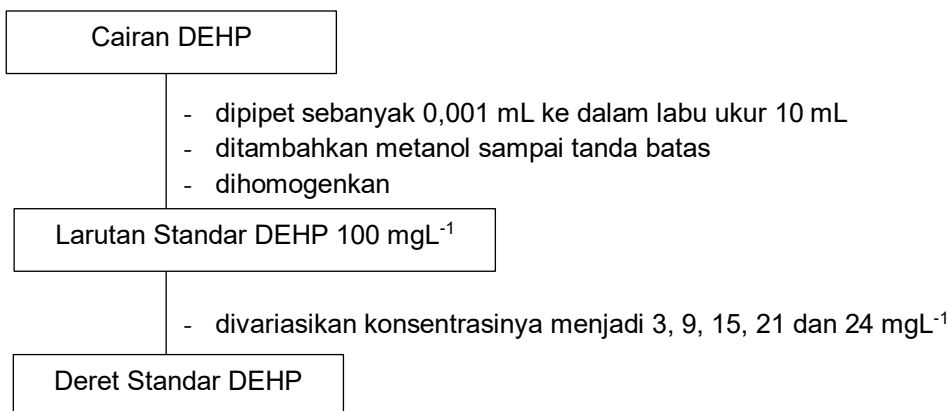 Cairan DEHP
- dipipet sebanyak 0,001 mL ke dalam labu ukur 10 mL
- ditambahkan metanol sampai tanda batas
- dihomogenkan
Larutan Standar DEHP 100 mgL⁻¹
- divariasikan konsentrasinya menjadi 3, 9, 15, 21 dan 24 mgL⁻¹
Deret Standar DEHP